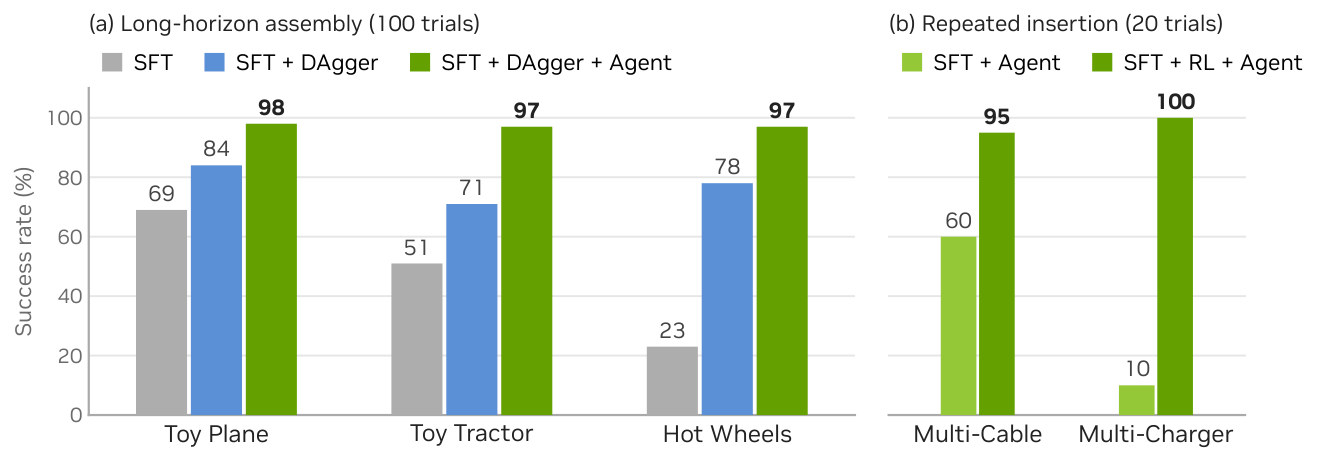 (a) Long-horizon assembly (100 trials)
SFT
SFT + DAgger
SFT + DAgger + Agent
Success rate (%)
100
80
60
40
20
0
69
84
98
51
71
97
23
78
97
Toy Plane
Toy Tractor
Hot Wheels
(b) Repeated insertion (20 trials)
SFT + Agent
SFT + RL + Agent
60
95
10
100
Multi-Cable
Multi-Charger